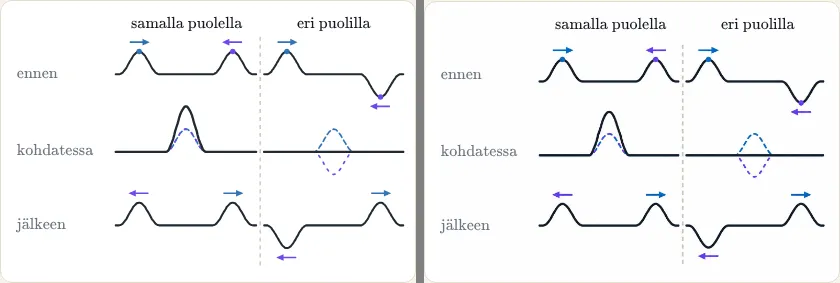 samalla puolella eri puolilla
ennen
kohdatessa
jälkeen
samalla puolella eri puolilla
ennen
kohdatessa
jälkeen